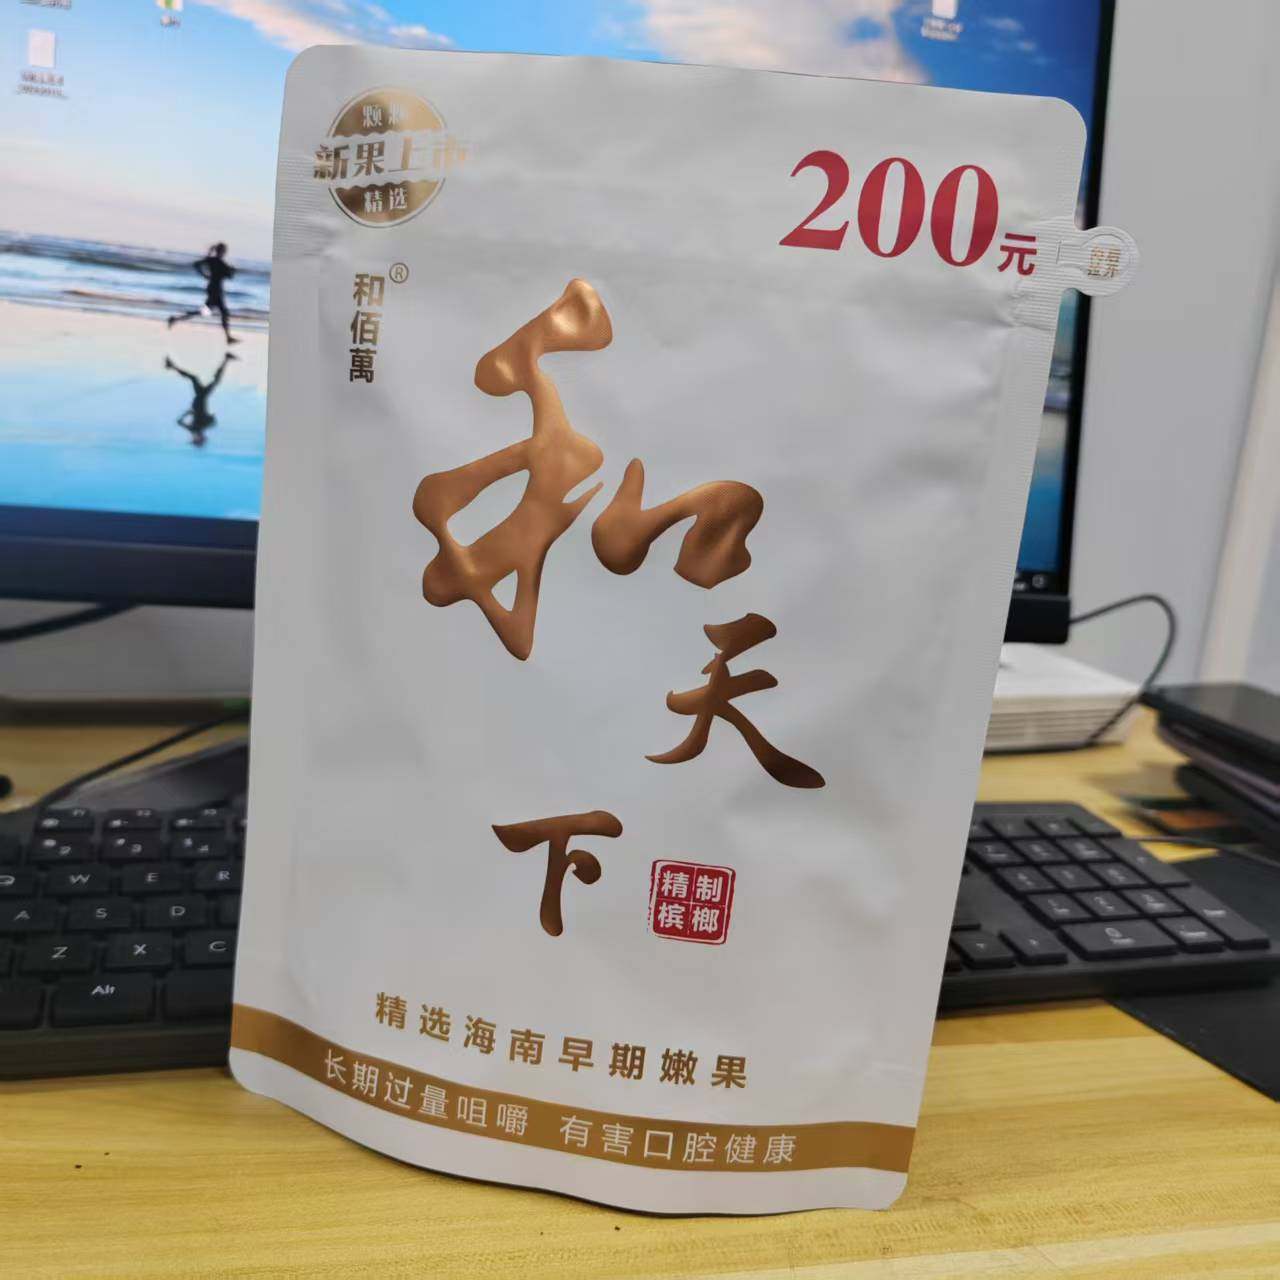 颗颗
新果上市
精选
200元
和佰萬®
和天下
精制
槟榔
精选海南早期嫩果
长期过量咀嚼 有害口腔健康
Q W E R
A S D
Z X C
Alt